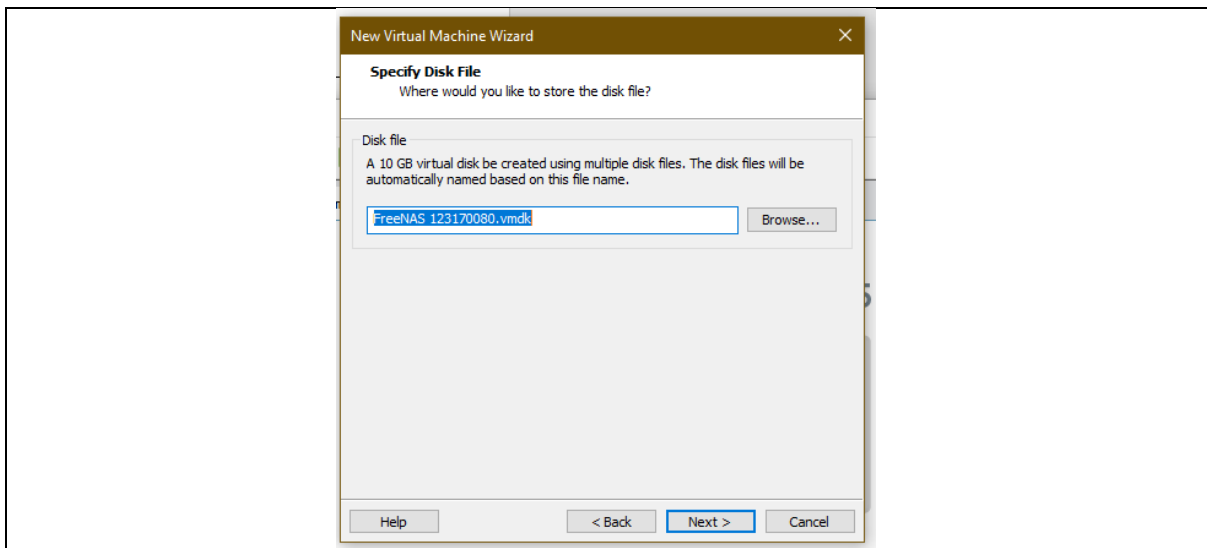 New Virtual Machine Wizard
Specify Disk File
Where would you like to store the disk file?
Disk file
A 10 GB virtual disk be created using multiple disk files. The disk files will be
automatically named based on this file name.
FreeNAS 123170080.vmdk
Browse...
Help
< Back
Next >
Cancel